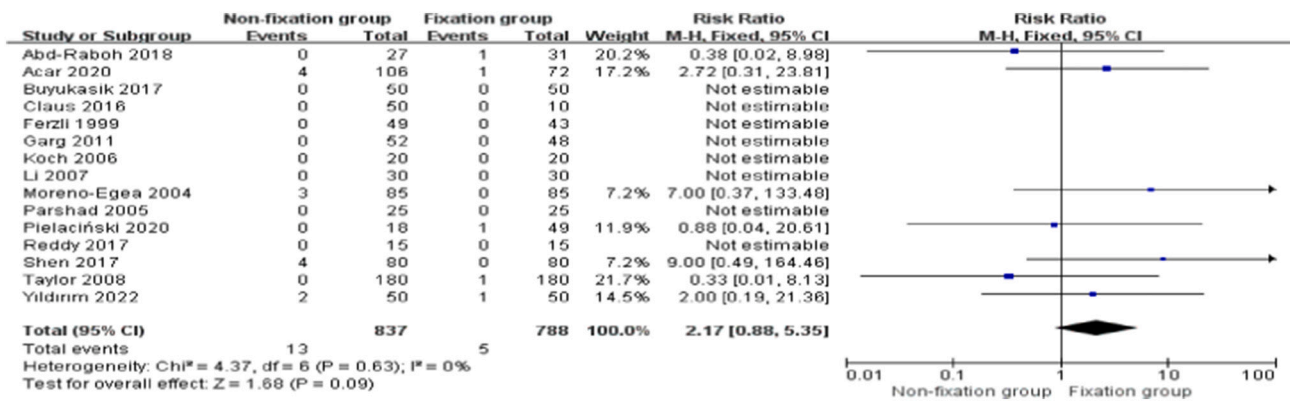 Non-fixation group Fixation group Risk Ratio Risk Ratio
Study or Subgroup Events Total Events Total Weight M-H, Fixed, 95% CI M-H, Fixed, 95% CI
Abd-Raboh 2018 0 27 1 31 20.2% 0.38 [0.02, 8.98]
Acar 2020 4 106 1 72 17.2% 2.72 [0.31, 23.81]
Buyukasik 2017 0 50 0 50 Not estimable
Claus 2016 0 50 0 10 Not estimable
Ferzli 1999 0 49 0 43 Not estimable
Garg 2011 0 52 0 48 Not estimable
Koch 2006 0 20 0 20 Not estimable
Li 2007 0 30 0 30 Not estimable
Moreno-Egea 2004 3 85 0 85 7.2% 7.00 [0.37, 133.48]
Parshad 2005 0 25 0 25 Not estimable
Pielaciński 2020 0 18 1 49 11.9% 0.88 [0.04, 20.61]
Reddy 2017 0 15 0 15 Not estimable
Shen 2017 4 80 0 80 7.2% 9.00 [0.49, 164.46]
Taylor 2008 0 180 1 180 21.7% 0.33 [0.01, 8.13]
Yıldırım 2022 2 50 1 50 14.5% 2.00 [0.19, 21.36]
Total (95% CI) 837 788 100.0% 2.17 [0.88, 5.35]
Total events 13 5
Heterogeneity: Chi² = 4.37, df = 6 (P = 0.63); I² = 0%
Test for overall effect: Z = 1.68 (P = 0.09)
0.01 0.1 1 10 100
Non-fixation group Fixation group